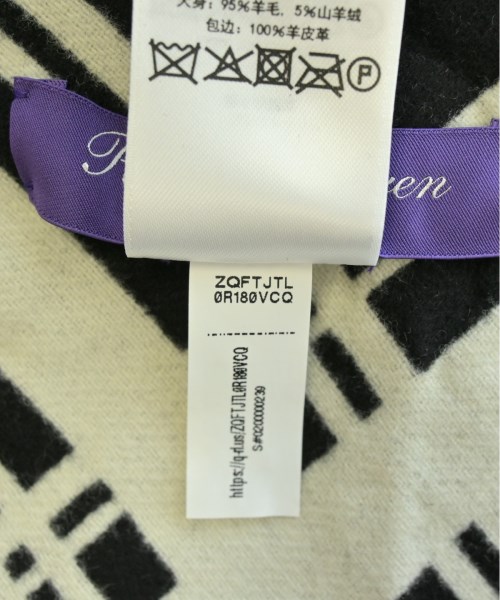 大身: 95%羊毛, 5%山羊绒
包边: 100%羊皮革
P
ZQFTJTL
0R180VCQ
https://q-r.us/ZQFTJTL0R180VCQ
S#0200000239